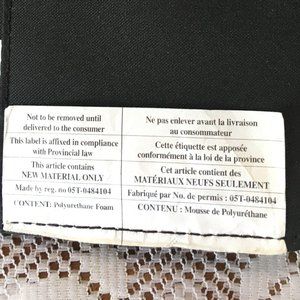 Not to be removed until
delivered to the consumer
This label is affixed in compliance
with Provincial law
This article contains
NEW MATERIAL ONLY
Made by reg. no 05T-0484104
CONTENT: Polyurethane Foam
Ne pas enlever avant la livraison
au consommateur
Cette étiquette est apposée
conformément à la loi de la province
Cet article contient des
MATÉRIAUX NEUFS SEULEMENT
Fabriqué par No. de permis : 05T-0484104
CONTENU : Mousse de Polyuréthane